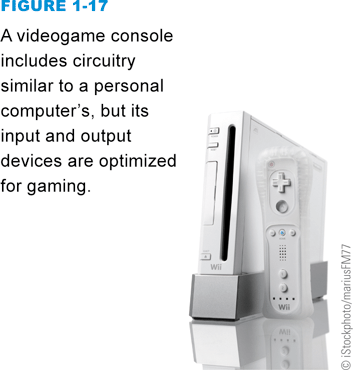 FIGURE 1-17
A videogame console
includes circuitry
similar to a personal
computer's, but its
input and output
devices are optimized
for gaming.
Wii
Wii
© iStockphoto/mariusFM77